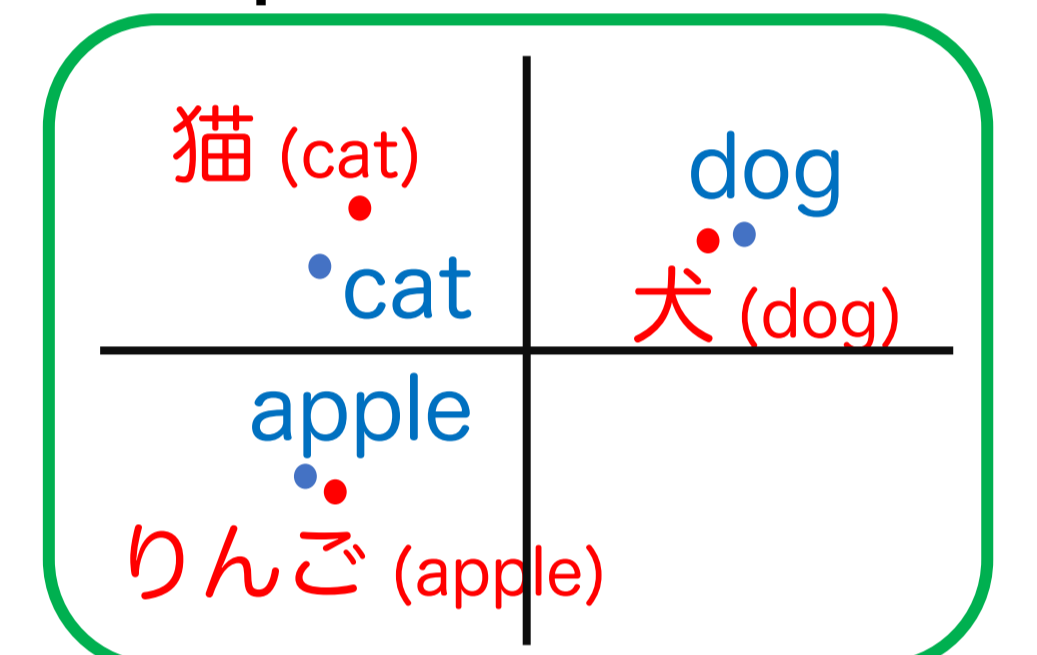 猫 (cat)
cat
dog
犬 (dog)
apple
りんご (apple)